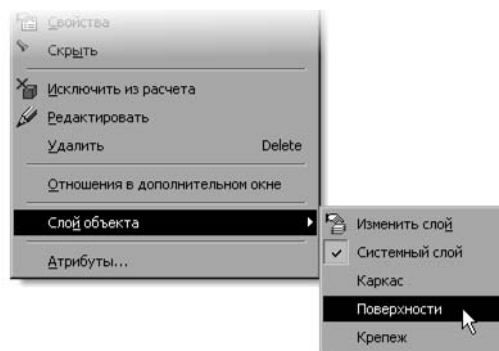 Свойства
Скрыть
Исключить из расчета
Редактировать
Удалить Delete
Отношения в дополнительном окне
Слой объекта
Атрибуты...
Изменить слой
Системный слой
Каркас
Поверхности
Крепеж